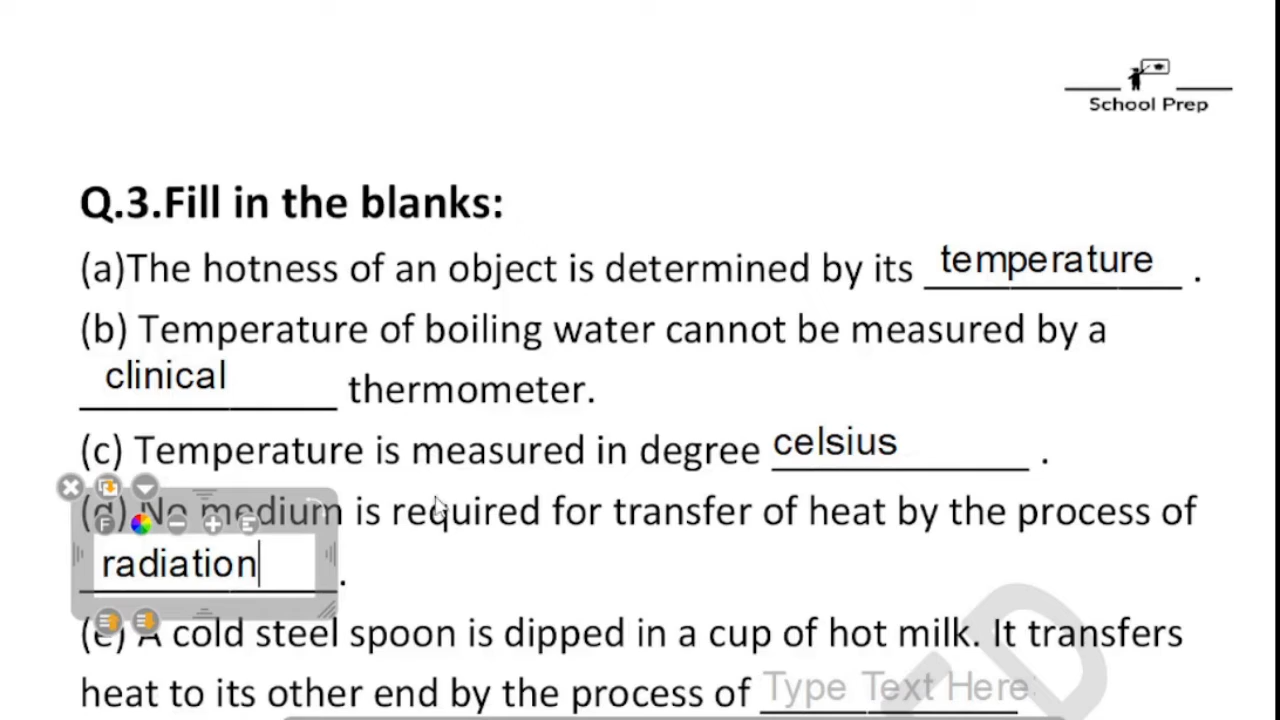 School Prep
Q.3.Fill in the blanks:
(a)The hotness of an object is determined by its temperature .
(b) Temperature of boiling water cannot be measured by a
clinical thermometer.
(c) Temperature is measured in degree celsius .
(d) No medium is required for transfer of heat by the process of
radiation .
(e) A cold steel spoon is dipped in a cup of hot milk. It transfers
heat to its other end by the process of Type Text Here